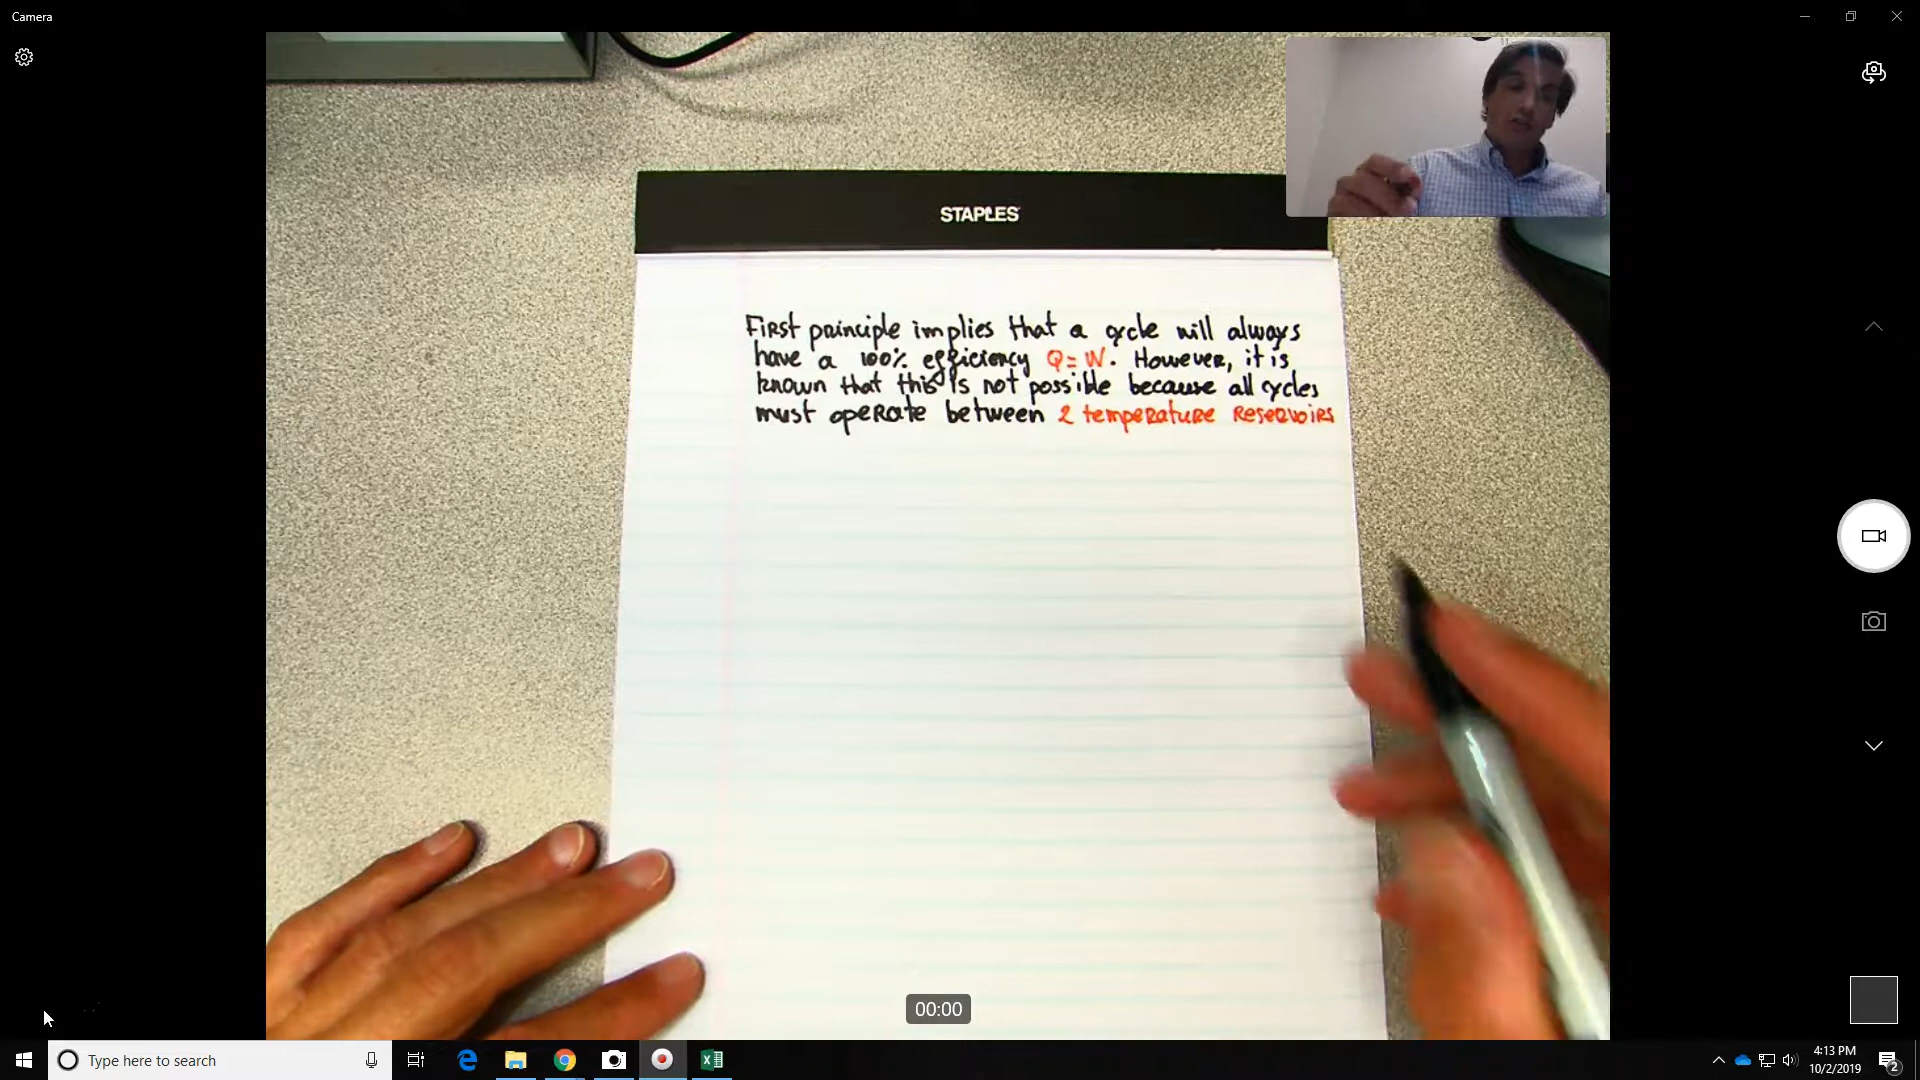 Camera
STAPLES
First principle implies that a cycle will always
have a 100% efficiency Q = W. However, it is
known that this is not possible because all cycles
must operate between 2 temperature reservoirs
00:00
Type here to search
4:13 PM
10/2/2019
2